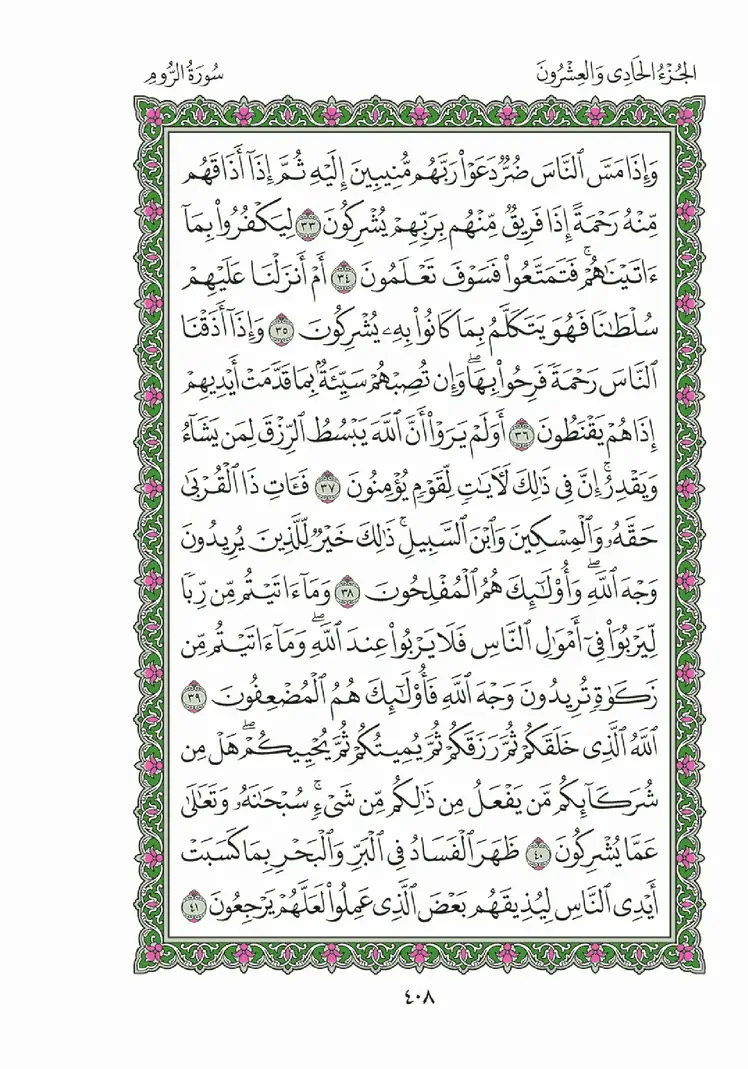 الجُزْءُ الحَادِى وَالعِشْرُونَ
سُورَةُ الرُّومِ
وَإِذَا مَسَّ ٱلنَّاسَ ضُرٌّ دَعَوْا۟ رَبَّهُم مُّنِيبِينَ إِلَيْهِ ثُمَّ إِذَآ أَذَاقَهُم
مِّنْهُ رَحْمَةً إِذَا فَرِيقٌ مِّنْهُم بِرَبِّهِمْ يُشْرِكُونَ ٣٣ لِيَكْفُرُوا۟ بِمَآ
ءَاتَيْنَٰهُمْ ۚ فَتَمَتَّعُوا۟ فَسَوْفَ تَعْلَمُونَ ٣٤ أَمْ أَنزَلْنَا عَلَيْهِمْ
سُلْطَٰنًا فَهُوَ يَتَكَلَّمُ بِمَا كَانُوا۟ بِهِۦ يُشْرِكُونَ ٣٥ وَإِذَآ أَذَقْنَا
ٱلنَّاسَ رَحْمَةً فَرِحُوا۟ بِهَا ۖ وَإِن تُصِبْهُمْ سَيِّئَةٌۢ بِمَا قَدَّمَتْ أَيْدِيهِمْ
إِذَا هُمْ يَقْنَطُونَ ٣٦ أَوَلَمْ يَرَوْا۟ أَنَّ ٱللَّهَ يَبْسُطُ ٱلرِّزْقَ لِمَن يَشَآءُ
وَيَقْدِرُ ۚ إِنَّ فِى ذَٰلِكَ لَءَايَٰتٍ لِّقَوْمٍ يُؤْمِنُونَ ٣٧ فَـَٔاتِ ذَا ٱلْقُرْبَىٰ
حَقَّهُۥ وَٱلْمِسْكِينَ وَٱبْنَ ٱلسَّبِيلِ ۚ ذَٰلِكَ خَيْرٌ لِّلَّذِينَ يُرِيدُونَ
وَجْهَ ٱللَّهِ ۖ وَأُو۟لَٰٓئِكَ هُمُ ٱلْمُفْلِحُونَ ٣٨ وَمَآ ءَاتَيْتُم مِّن رِّبًا
لِّيَرْبُوَا۟ فِىٓ أَمْوَٰلِ ٱلنَّاسِ فَلَا يَرْبُوا۟ عِندَ ٱللَّهِ ۖ وَمَآ ءَاتَيْتُم مِّن
زَكَوٰةٍ تُرِيدُونَ وَجْهَ ٱللَّهِ فَأُو۟لَٰٓئِكَ هُمُ ٱلْمُضْعِفُونَ ٣٩
ٱللَّهُ ٱلَّذِى خَلَقَكُمْ ثُمَّ رَزَقَكُمْ ثُمَّ يُمِيتُكُمْ ثُمَّ يُحْيِيكُمْ ۖ هَلْ مِن
شُرَكَآئِكُم مَّن يَفْعَلُ مِن ذَٰلِكُم مِّن شَىْءٍ ۚ سُبْحَٰنَهُۥ وَتَعَٰلَىٰ
عَمَّا يُشْرِكُونَ ٤٠ ظَهَرَ ٱلْفَسَادُ فِى ٱلْبَرِّ وَٱلْبَحْرِ بِمَا كَسَبَتْ
أَيْدِى ٱلنَّاسِ لِيُذِيقَهُم بَعْضَ ٱلَّذِى عَمِلُوا۟ لَعَلَّهُمْ يَرْجِعُونَ ٤١
٤٠٨